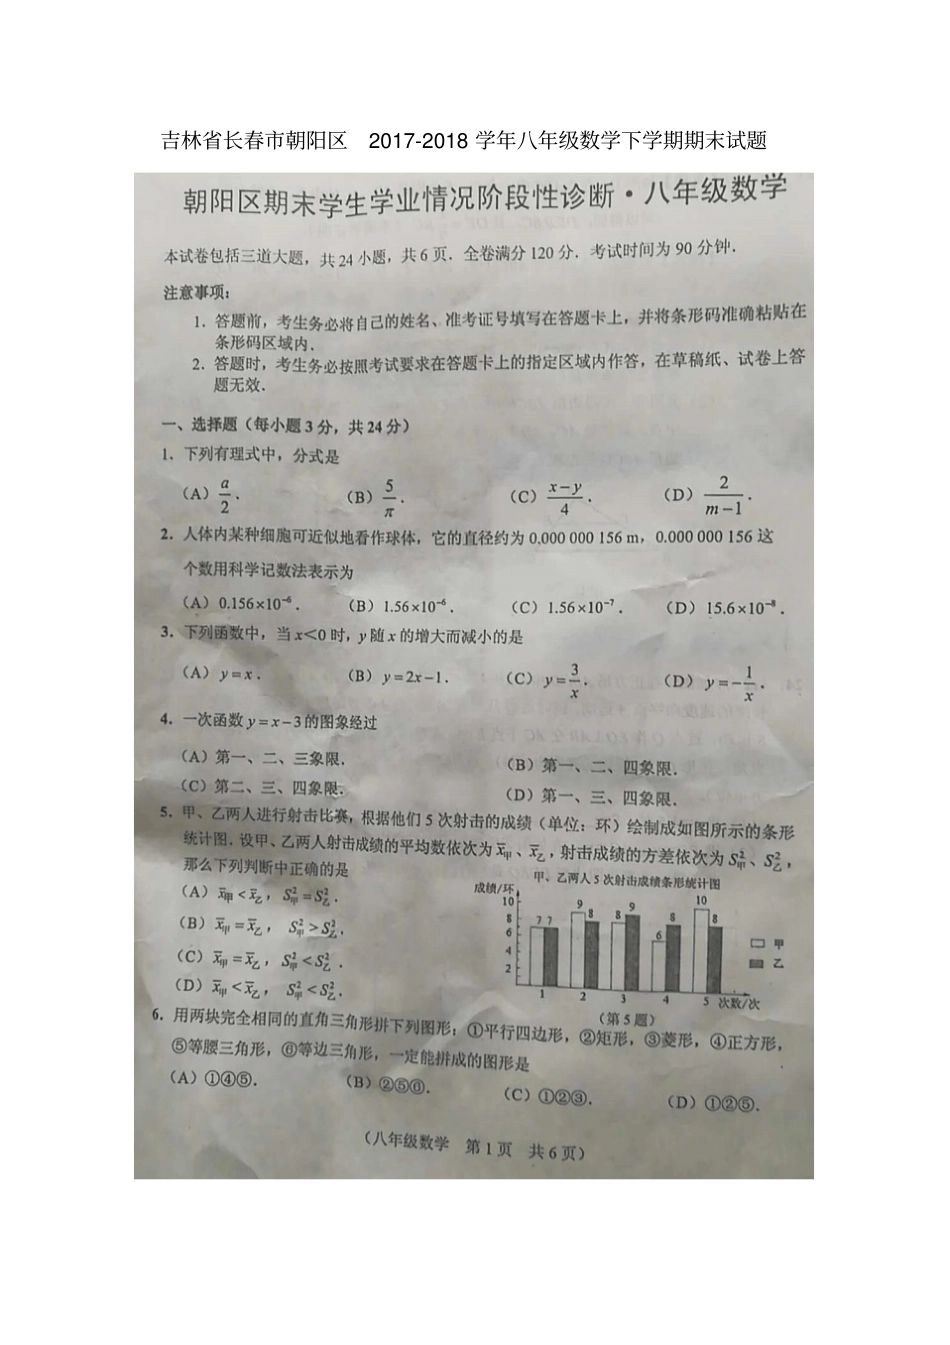 吉林省长春市朝阳区 2017-2018 学年八年级数学下学期期末试题
朝阳区期末学生学业情况阶段性诊断·八年级数学
本试卷包括三道大题，共24小题，共6页．全卷满分120分．考试时间为90分钟．
注意事项：
1．答题前，考生务必将自己的姓名、准考证号填写在答题卡上，并将条形码准确粘贴在
条形码区域内．
2．答题时，考生务必按照考试要求在答题卡上的指定区域内作答，在草稿纸、试卷上答
题无效．
一、选择题（每小题3分，共24分）
1．下列有理式中，分式是
（A）a/2． （B）5/π． （C）(x−y)/4． （D）2/(m−1)．
2．人体内某种细胞可近似地看作球体，它的直径约为0.000 000 156 m，0.000 000 156这
个数用科学记数法表示为
（A）0.156×10⁻⁶． （B）1.56×10⁻⁶． （C）1.56×10⁻⁷． （D）15.6×10⁻⁸．
3．下列函数中，当x<0时，y随x的增大而减小的是
（A）y=x． （B）y=2x−1． （C）y=3/x． （D）y=−1/x．
4．一次函数y=x−3的图象经过
（A）第一、二、三象限． （B）第一、二、四象限．
（C）第二、三、四象限． （D）第一、三、四象限．
5．甲、乙两人进行射击比赛，根据他们5次射击的成绩（单位：环）绘制成如图所示的条形
统计图．设甲、乙两人射击成绩的平均数依次为x̄甲、x̄乙，射击成绩的方差依次为S²甲、S²乙，
那么下列判断中正确的是
（A）x̄甲<x̄乙，S²甲=S²乙．
（B）x̄甲=x̄乙，S²甲>S²乙．
（C）x̄甲=x̄乙，S²甲<S²乙．
（D）x̄甲<x̄乙，S²甲<S²乙．
甲、乙两人5次射击成绩条形统计图
成绩/环
10
8
6
4
2
7 7 9 8 8 9 6 8 10 8
1 2 3 4 5 次数/次
甲
乙
（第5题）
6．用两块完全相同的直角三角形拼下列图形：①平行四边形，②矩形，③菱形，④正方形，
⑤等腰三角形，⑥等边三角形，一定能拼成的图形是
（A）①④⑤． （B）②⑤⑥． （C）①②③． （D）①②⑤．
（八年级数学 第1页 共6页）